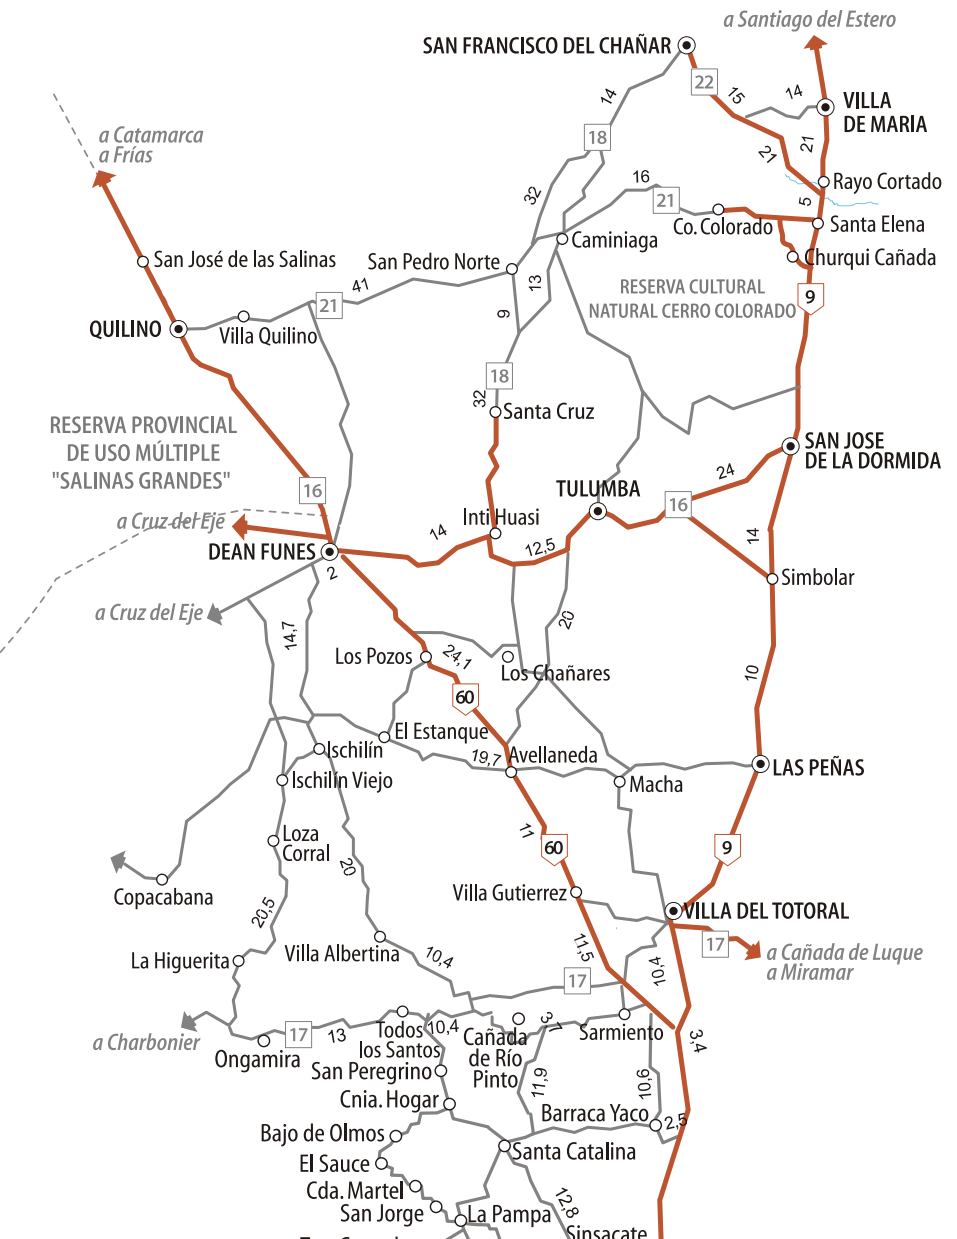 a Santiago del Estero
SAN FRANCISCO DEL CHAÑAR
22
15
14
14
VILLA
DE MARIA
18
21
21
a Catamarca
a Frías
16
Rayo Cortado
32
21
5
Co. Colorado
Santa Elena
Caminiaga
Churqui Cañada
San José de las Salinas
San Pedro Norte
41
13
RESERVA CULTURAL
NATURAL CERRO COLORADO
9
21
9
QUILINO
Villa Quilino
18
32
Santa Cruz
RESERVA PROVINCIAL
DE USO MÚLTIPLE
"SALINAS GRANDES"
SAN JOSE
DE LA DORMIDA
24
16
TULUMBA
16
a Cruz del Eje
Inti Huasi
14
14
DEAN FUNES
12,5
2
Simbolar
a Cruz del Eje
20
14,7
Los Pozos
24,1
Los Chañares
10
60
El Estanque
Ischilín
19,7
Avellaneda
LAS PEÑAS
Ischilín Viejo
Macha
11
Loza
Corral
60
9
20
Copacabana
Villa Gutierrez
20,5
VILLA DEL TOTORAL
Villa Albertina
11,5
17
a Cañada de Luque
a Miramar
La Higuerita
10,4
10,4
17
a Charbonier
Ongamira
17
13
Todos
los Santos
10,4
Cañada
de Río
Pinto
3,7
Sarmiento
3,4
San Peregrino
11,9
10,6
Cnia. Hogar
Barraca Yaco
2,5
Bajo de Olmos
Santa Catalina
El Sauce
Cda. Martel
12,8
San Jorge
La Pampa
Sinsacate